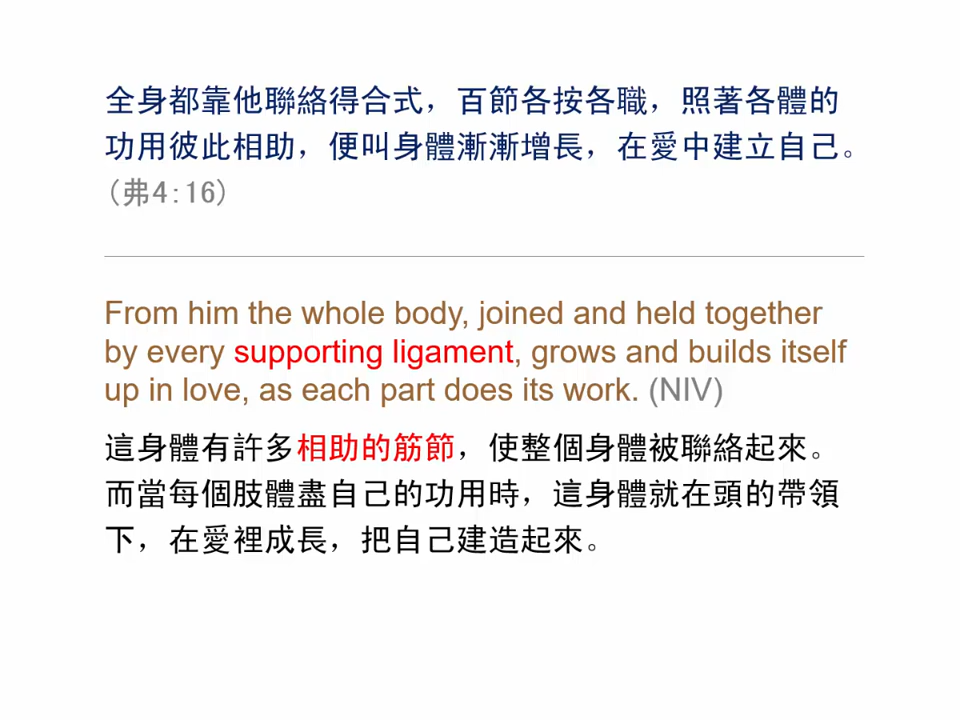 全身都靠他聯絡得合式，百節各按各職，照著各體的
功用彼此相助，便叫身體漸漸增長，在愛中建立自己。
（弗4：16）
From him the whole body, joined and held together
by every supporting ligament, grows and builds itself
up in love, as each part does its work. (NIV)
這身體有許多相助的筋節，使整個身體被聯絡起來。
而當每個肢體盡自己的功用時，這身體就在頭的帶領
下，在愛裡成長，把自己建造起來。